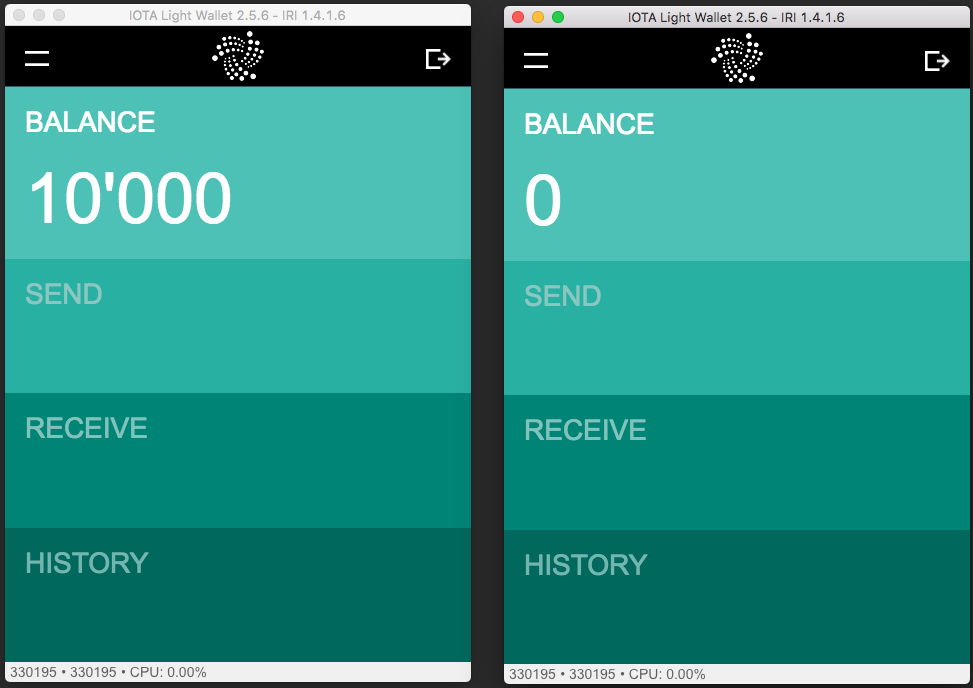 IOTA Light Wallet 2.5.6 - IRI 1.4.1.6
BALANCE
10'000
SEND
RECEIVE
HISTORY
330195 • 330195 • CPU: 0.00%
IOTA Light Wallet 2.5.6 - IRI 1.4.1.6
BALANCE
0
SEND
RECEIVE
HISTORY
330195 • 330195 • CPU: 0.00%